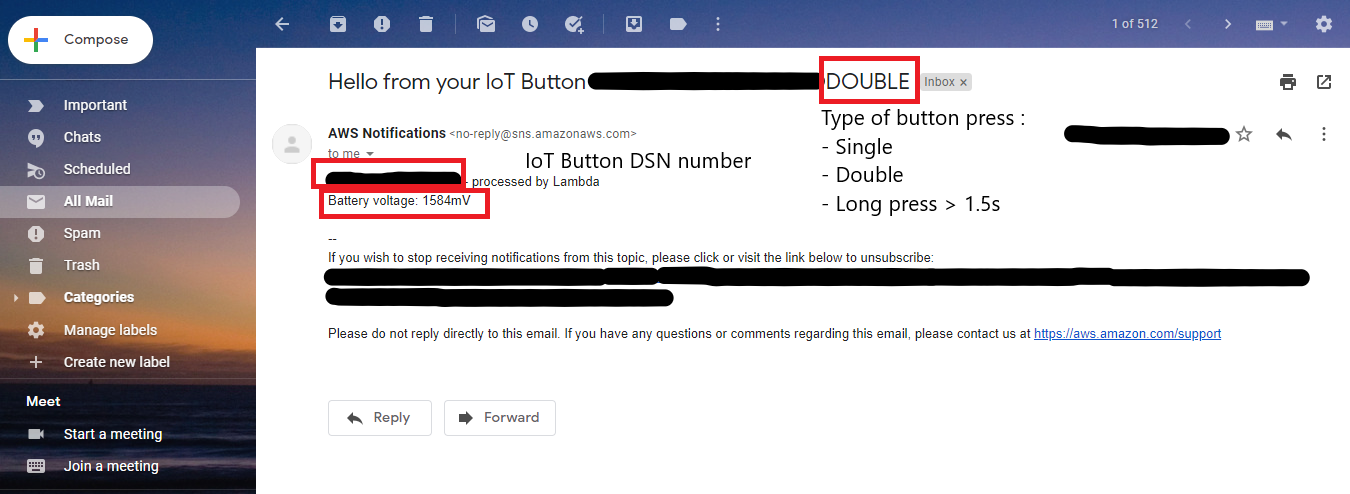 Compose
1 of 512
Important
Chats
Scheduled
All Mail
Spam
Trash
Categories
Manage labels
Create new label
Meet
Start a meeting
Join a meeting
Hello from your IoT Button DOUBLE Inbox ×
AWS Notifications <no-reply@sns.amazonaws.com>
to me
IoT Button DSN number
- processed by Lambda
Battery voltage: 1584mV
Type of button press :
- Single
- Double
- Long press > 1.5s
--
If you wish to stop receiving notifications from this topic, please click or visit the link below to unsubscribe:
Please do not reply directly to this email. If you have any questions or comments regarding this email, please contact us at https://aws.amazon.com/support
Reply
Forward